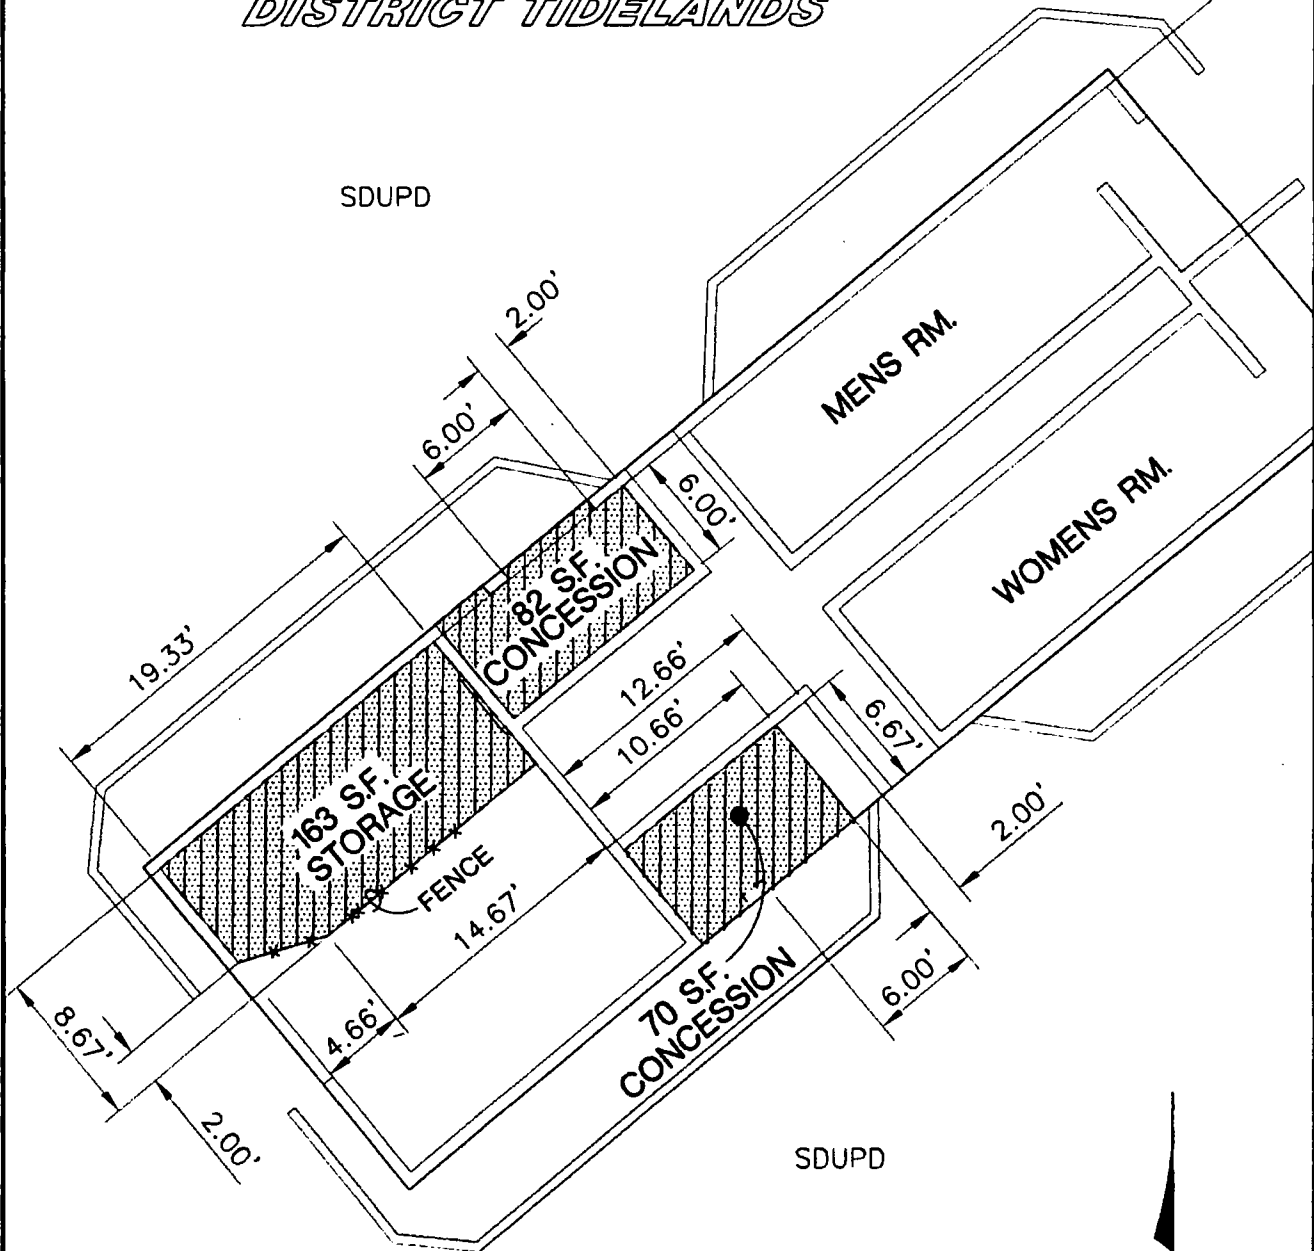 DISTRICT TIDELANDS
SDUPD
2.00'
6.00'
MENS RM.
6.00'
WOMENS RM.
82 S.F.
CONCESSION
19.33'
12.66'
10.66'
6.67'
163 S.F.
STORAGE
FENCE
2.00'
14.67'
70 S.F.
CONCESSION
6.00'
4.66'
8.67'
2.00'
SDUPD